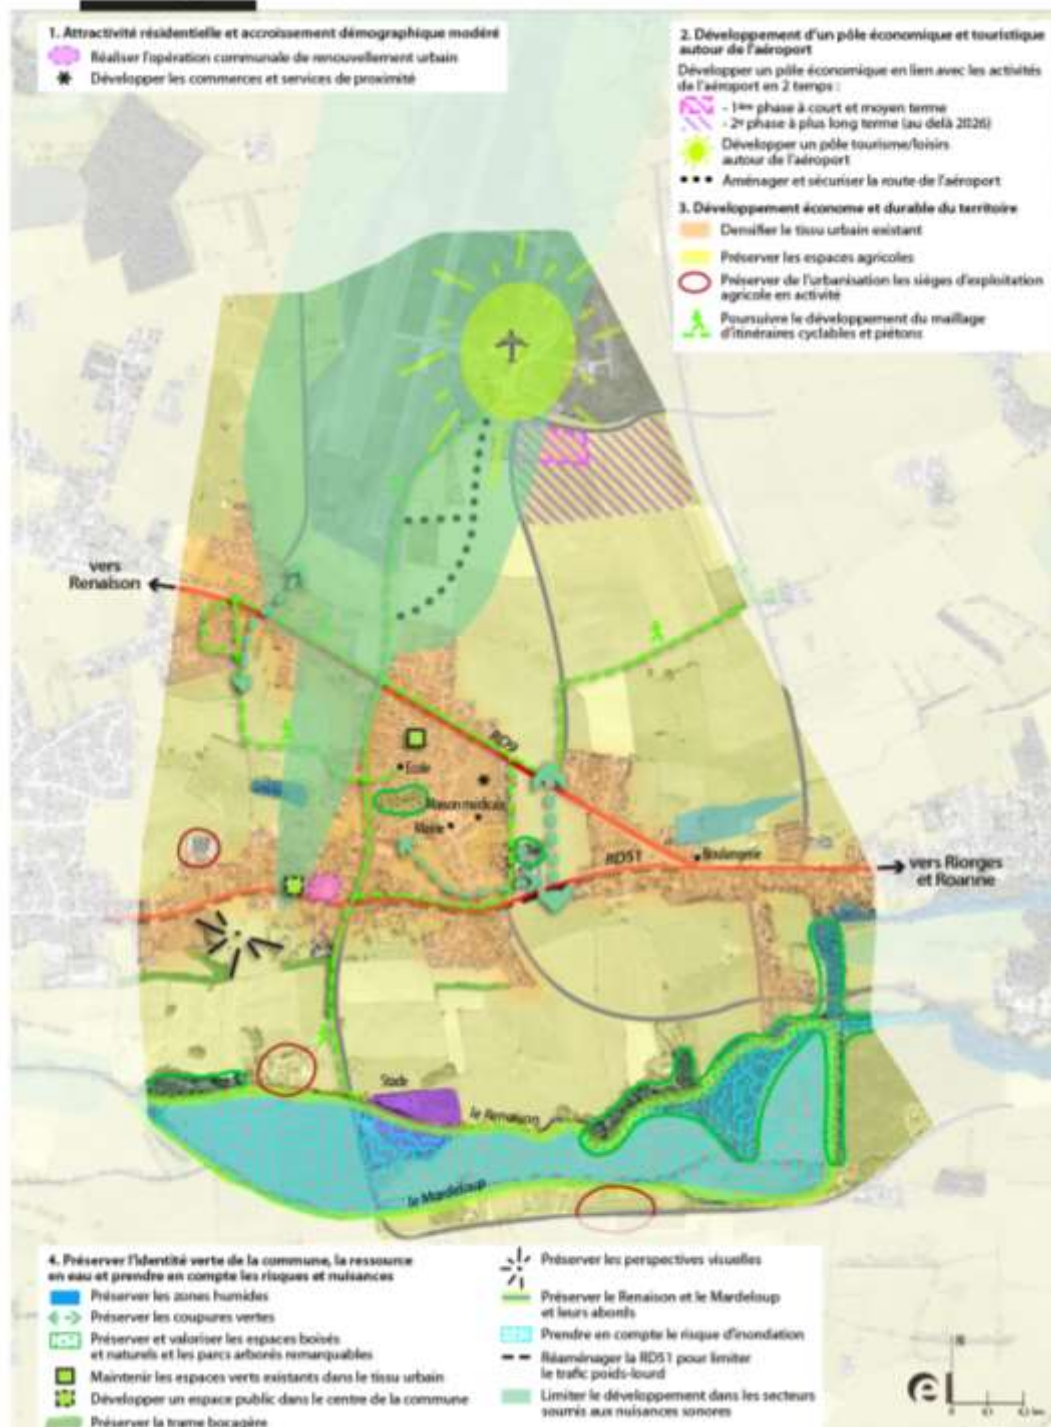 1. Attractivité résidentielle et accroissement démographique modéré
Réaliser l'opération communale de renouvellement urbain
Développer les commerces et services de proximité
2. Développement d'un pôle économique et touristique
autour de l'aéroport
Développer un pôle économique en lien avec les activités
de l'aéroport en 2 temps :
- 1ère phase à court et moyen terme
- 2e phase à plus long terme (au delà 2026)
Développer un pôle tourisme/loisirs
autour de l'aéroport
Aménager et sécuriser la route de l'aéroport
3. Développement économe et durable du territoire
Densifier le tissu urbain existant
Préserver les espaces agricoles
Préserver de l'urbanisation les sièges d'exploitation
agricole en activité
Poursuivre le développement du maillage
d'itinéraires cyclables et piétons
vers
Renaison
RD9
Ecole
Maison médicale
Mairie
RD51
Boulangerie
vers Riorges
et Roanne
Stade
le Renaison
le Mardeloup
4. Préserver l'identité verte de la commune, la ressource
en eau et prendre en compte les risques et nuisances
Préserver les zones humides
Préserver les coupures vertes
Préserver et valoriser les espaces boisés
et naturels et les parcs arborés remarquables
Maintenir les espaces verts existants dans le tissu urbain
Développer un espace public dans le centre de la commune
Préserver la trame bocagère
Préserver les perspectives visuelles
Préserver le Renaison et le Mardeloup
et leurs abords
Prendre en compte le risque d'inondation
Réaménager la RD51 pour limiter
le trafic poids-lourd
Limiter le développement dans les secteurs
soumis aux nuisances sonores